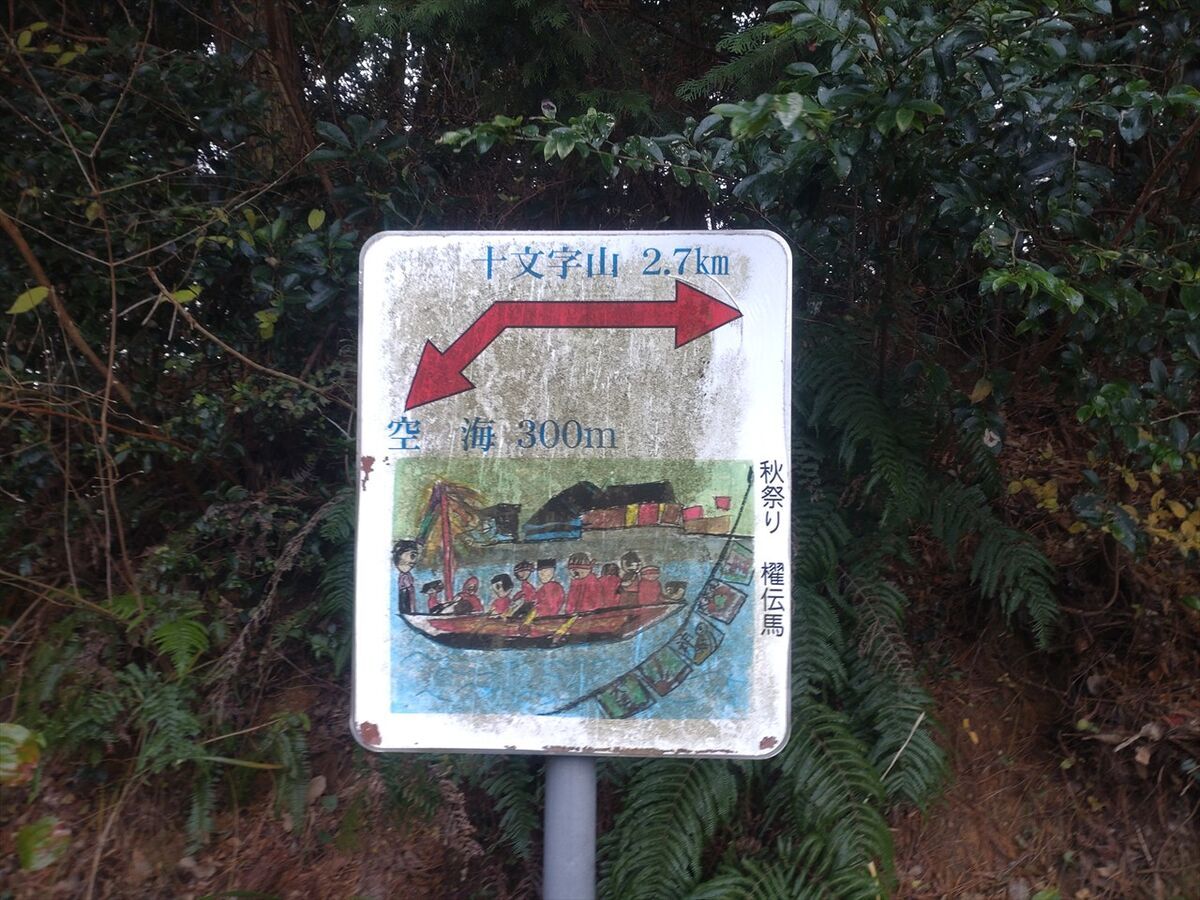 十文字山 2.7km
空 海 300m
秋祭り 櫂伝馬